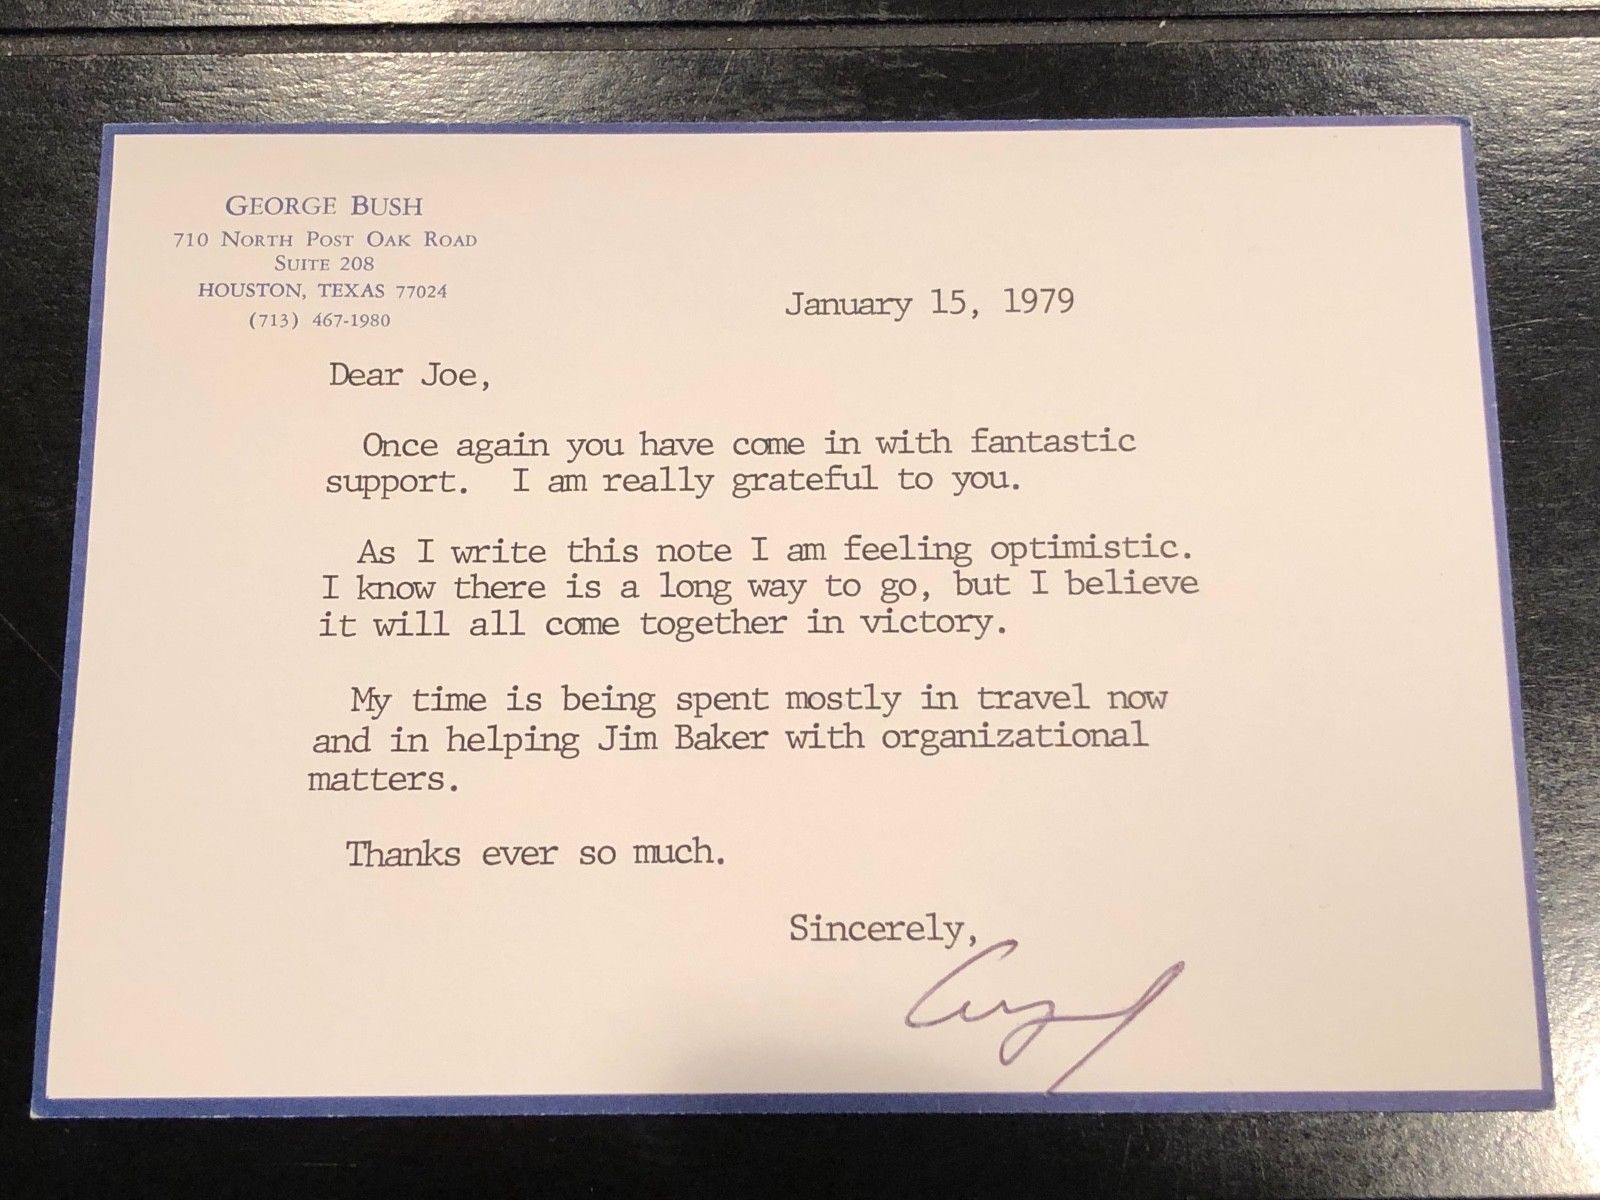 GEORGE BUSH
710 NORTH POST OAK ROAD
SUITE 208
HOUSTON, TEXAS 77024
(713) 467-1980
January 15, 1979
Dear Joe,
Once again you have come in with fantastic
support.  I am really grateful to you.
As I write this note I am feeling optimistic.
I know there is a long way to go, but I believe
it will all come together in victory.
My time is being spent mostly in travel now
and in helping Jim Baker with organizational
matters.
Thanks ever so much.
Sincerely,